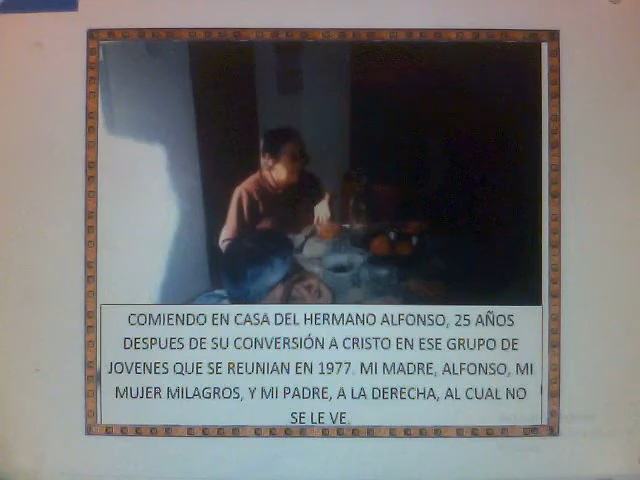 COMIENDO EN CASA DEL HERMANO ALFONSO, 25 AÑOS
DESPUES DE SU CONVERSIÓN A CRISTO EN ESE GRUPO DE
JOVENES QUE SE REUNIAN EN 1977. MI MADRE, ALFONSO, MI
MUJER MILAGROS, Y MI PADRE, A LA DERECHA, AL CUAL NO
SE LE VE.